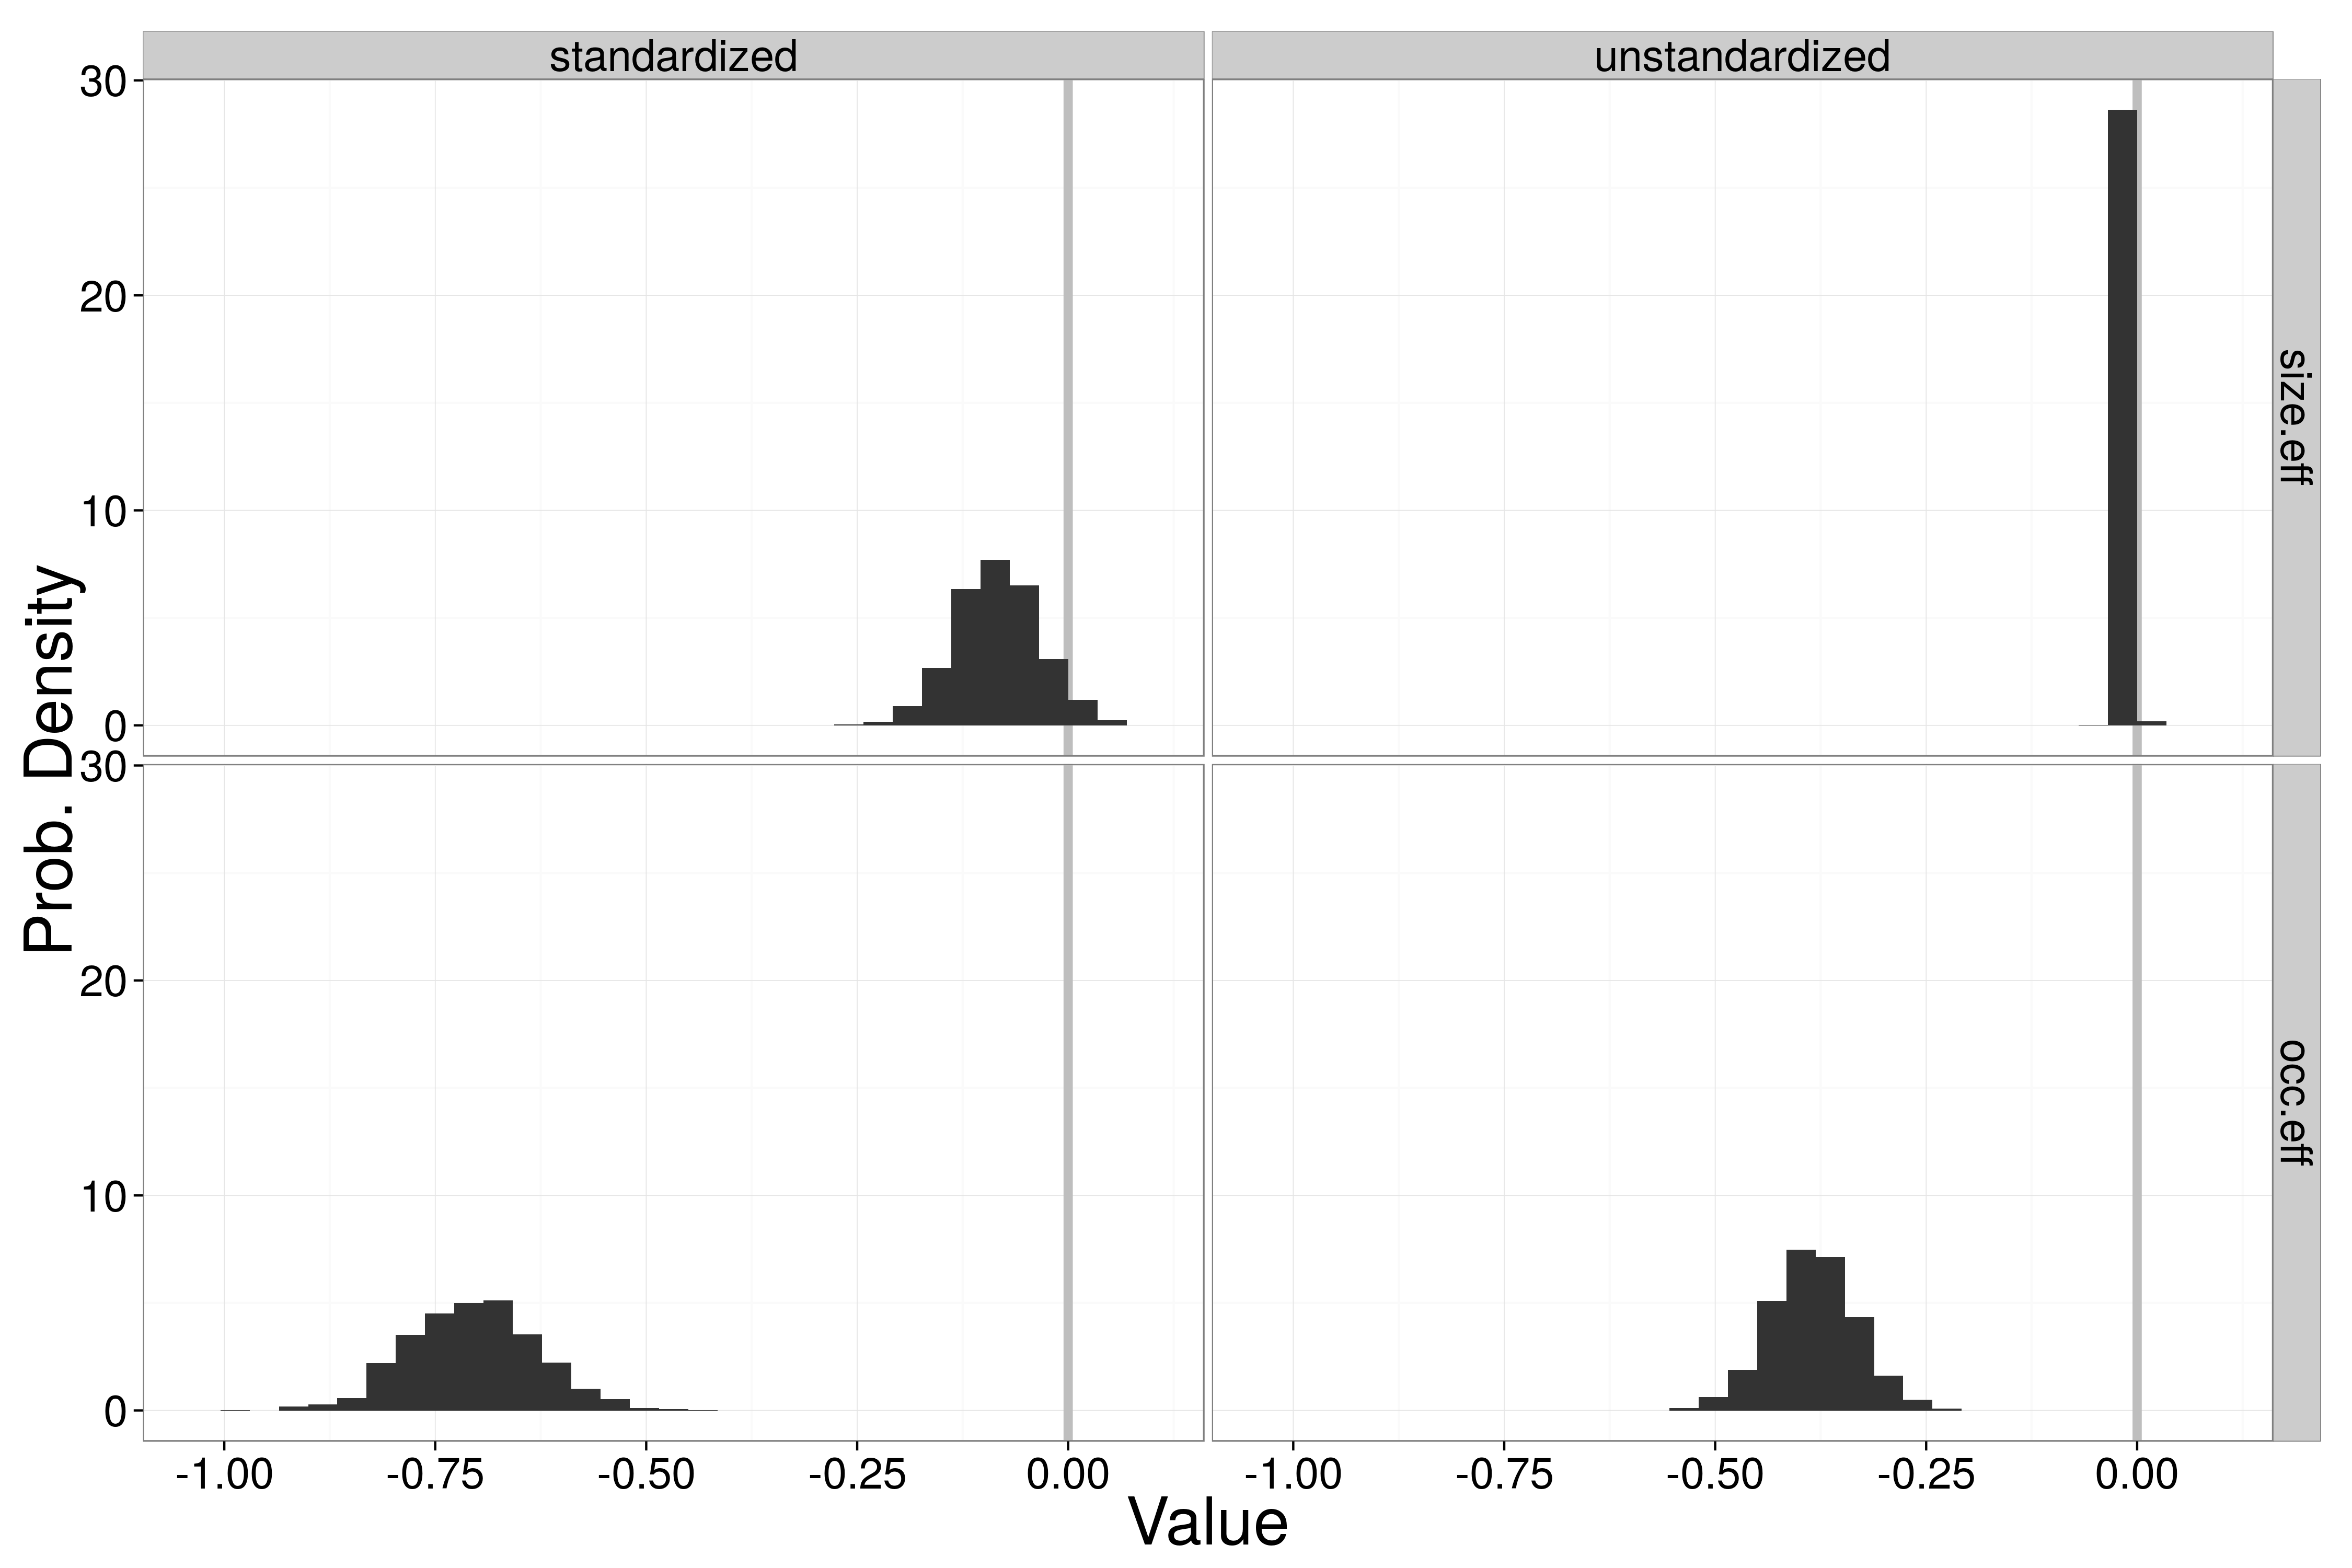 standardized
unstandardized
30
20
10
0
size.eff
Prob. Density
30
20
10
0
occ.eff
-1.00 -0.75 -0.50 -0.25 0.00 -1.00 -0.75 -0.50 -0.25 0.00
Value